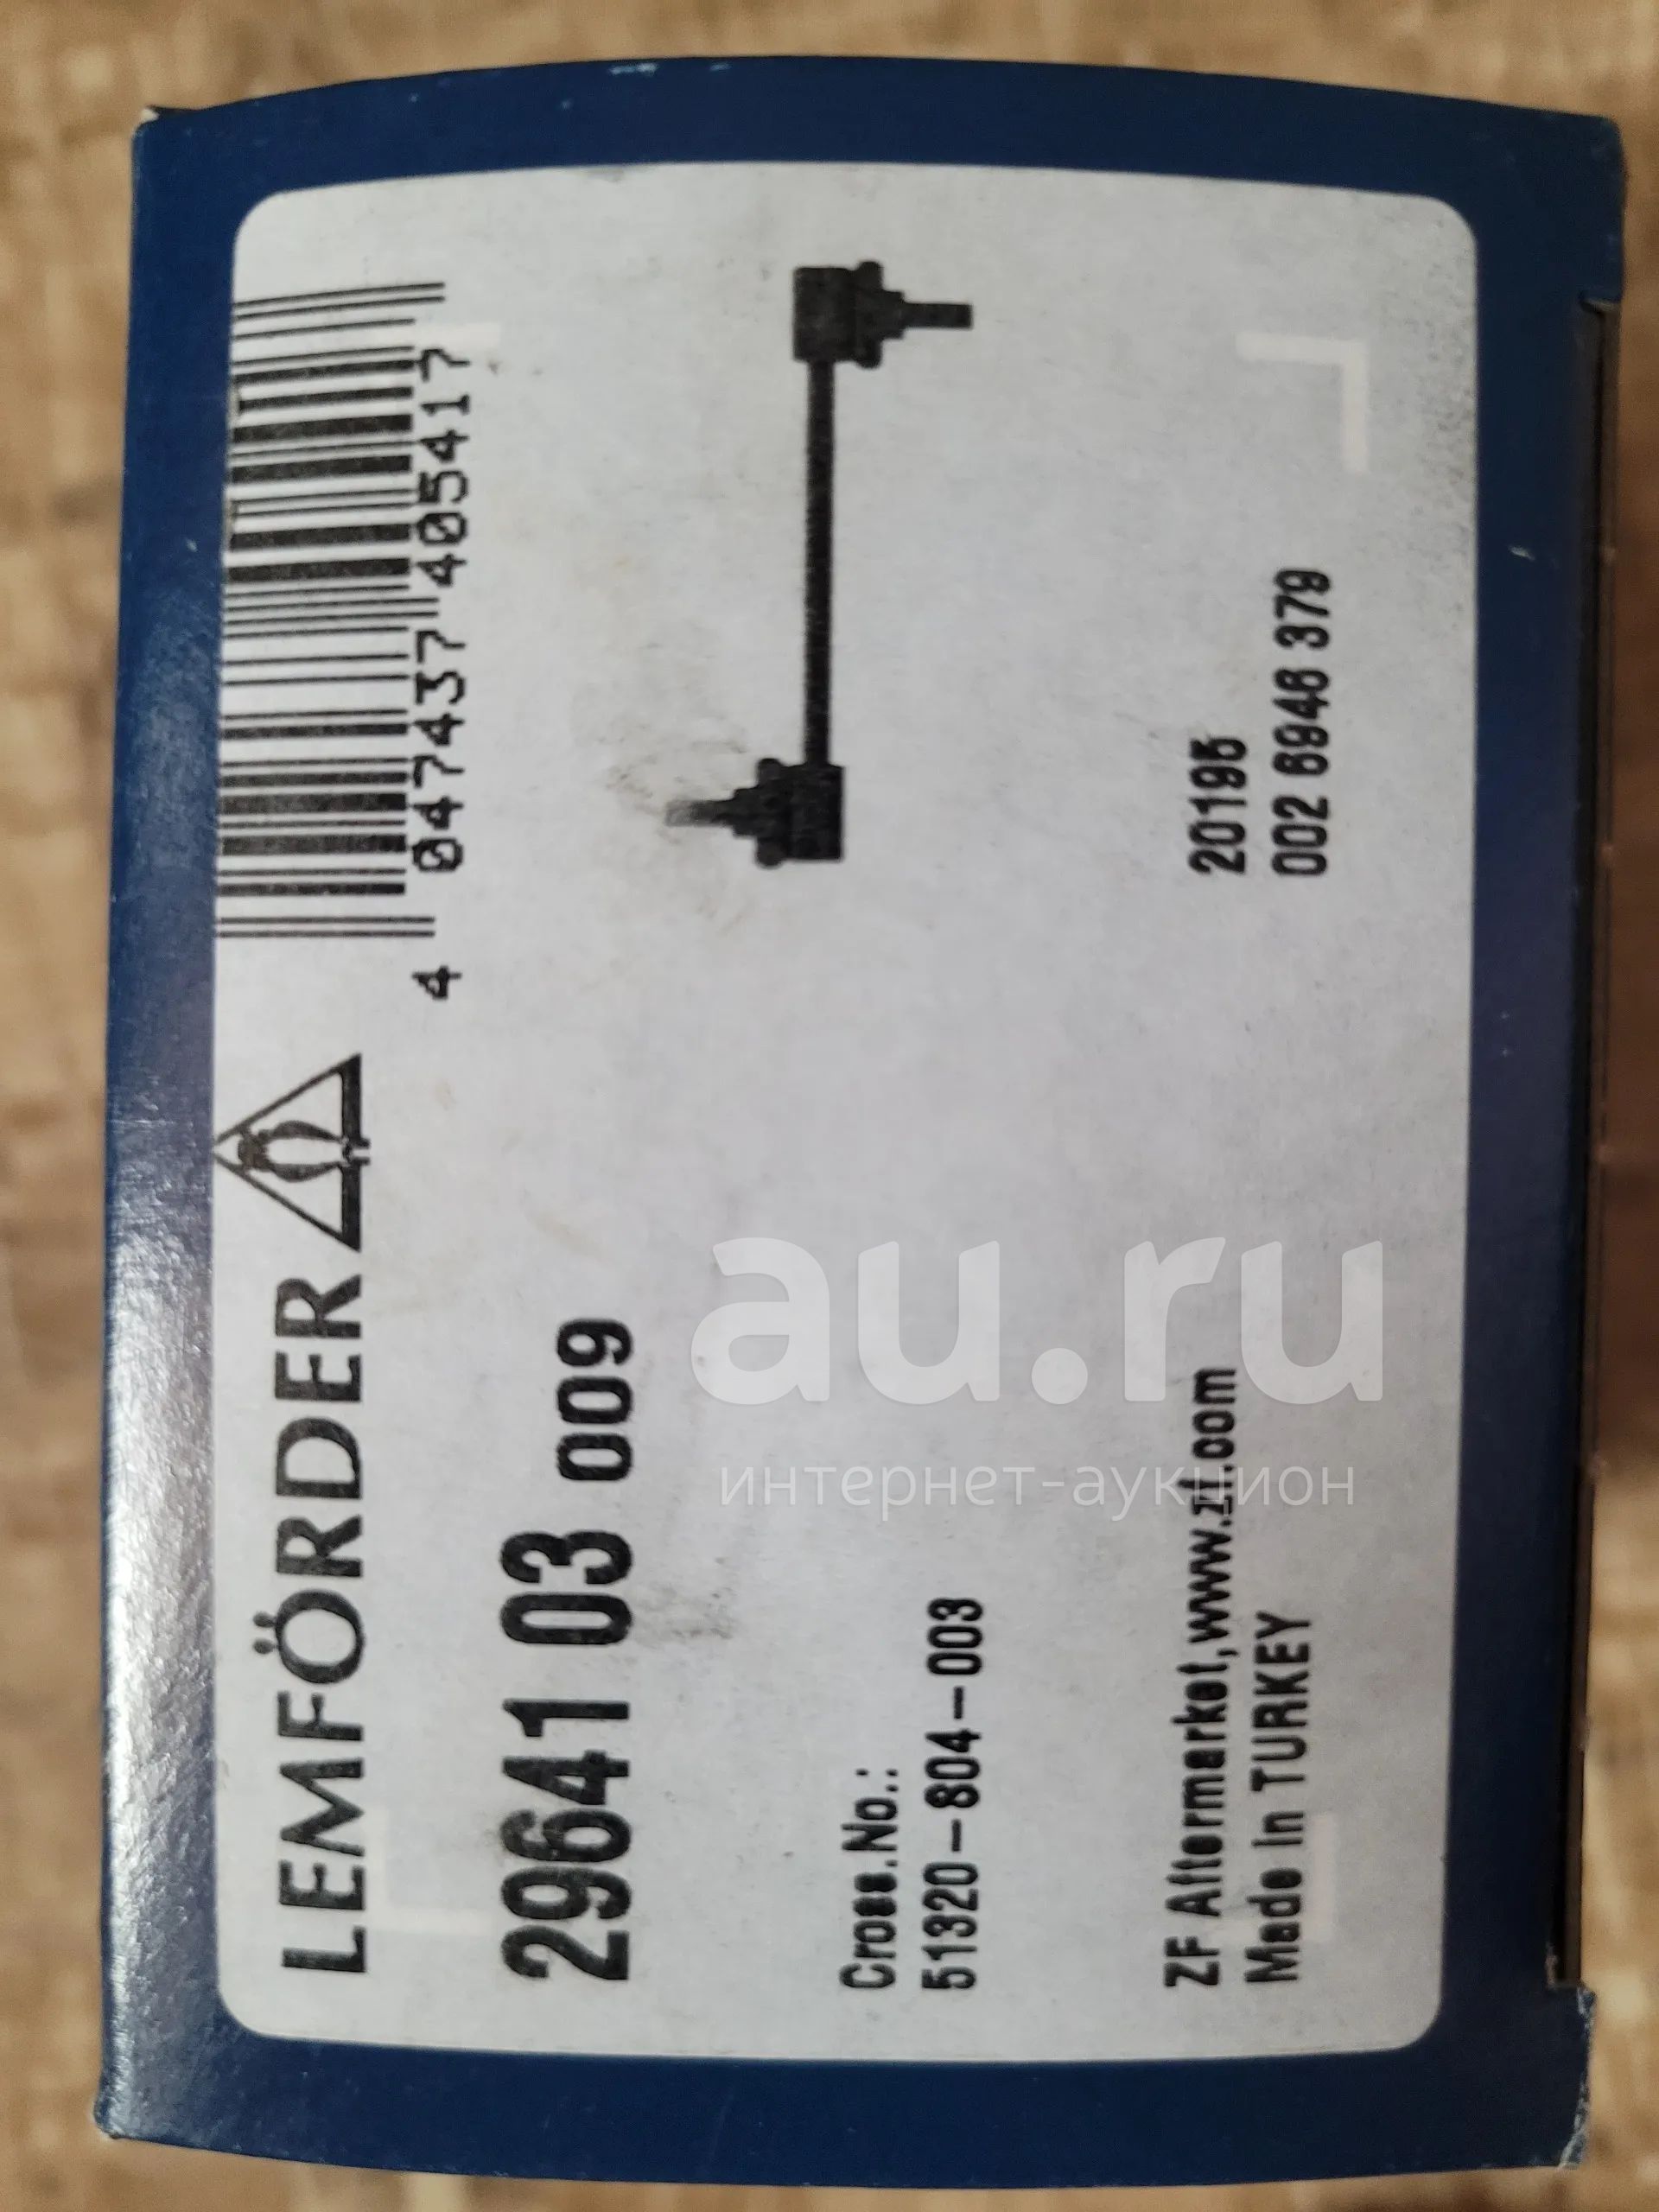 LEMFÖRDER
4 047437 405417
29641 03 009
Cross.No.:
51320-804-003
20195
002 6946 379
ZF Aftermarket,www.zf.com
Made in TURKEY
au.ru
интернет-аукцион